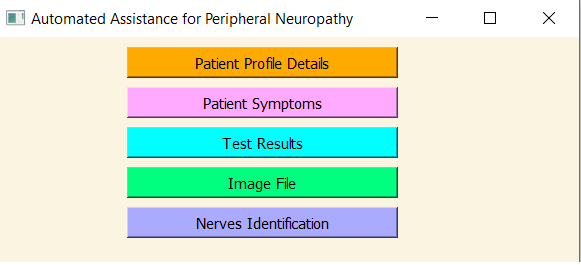 Automated Assistance for Peripheral Neuropathy
Patient Profile Details
Patient Symptoms
Test Results
Image File
Nerves Identification